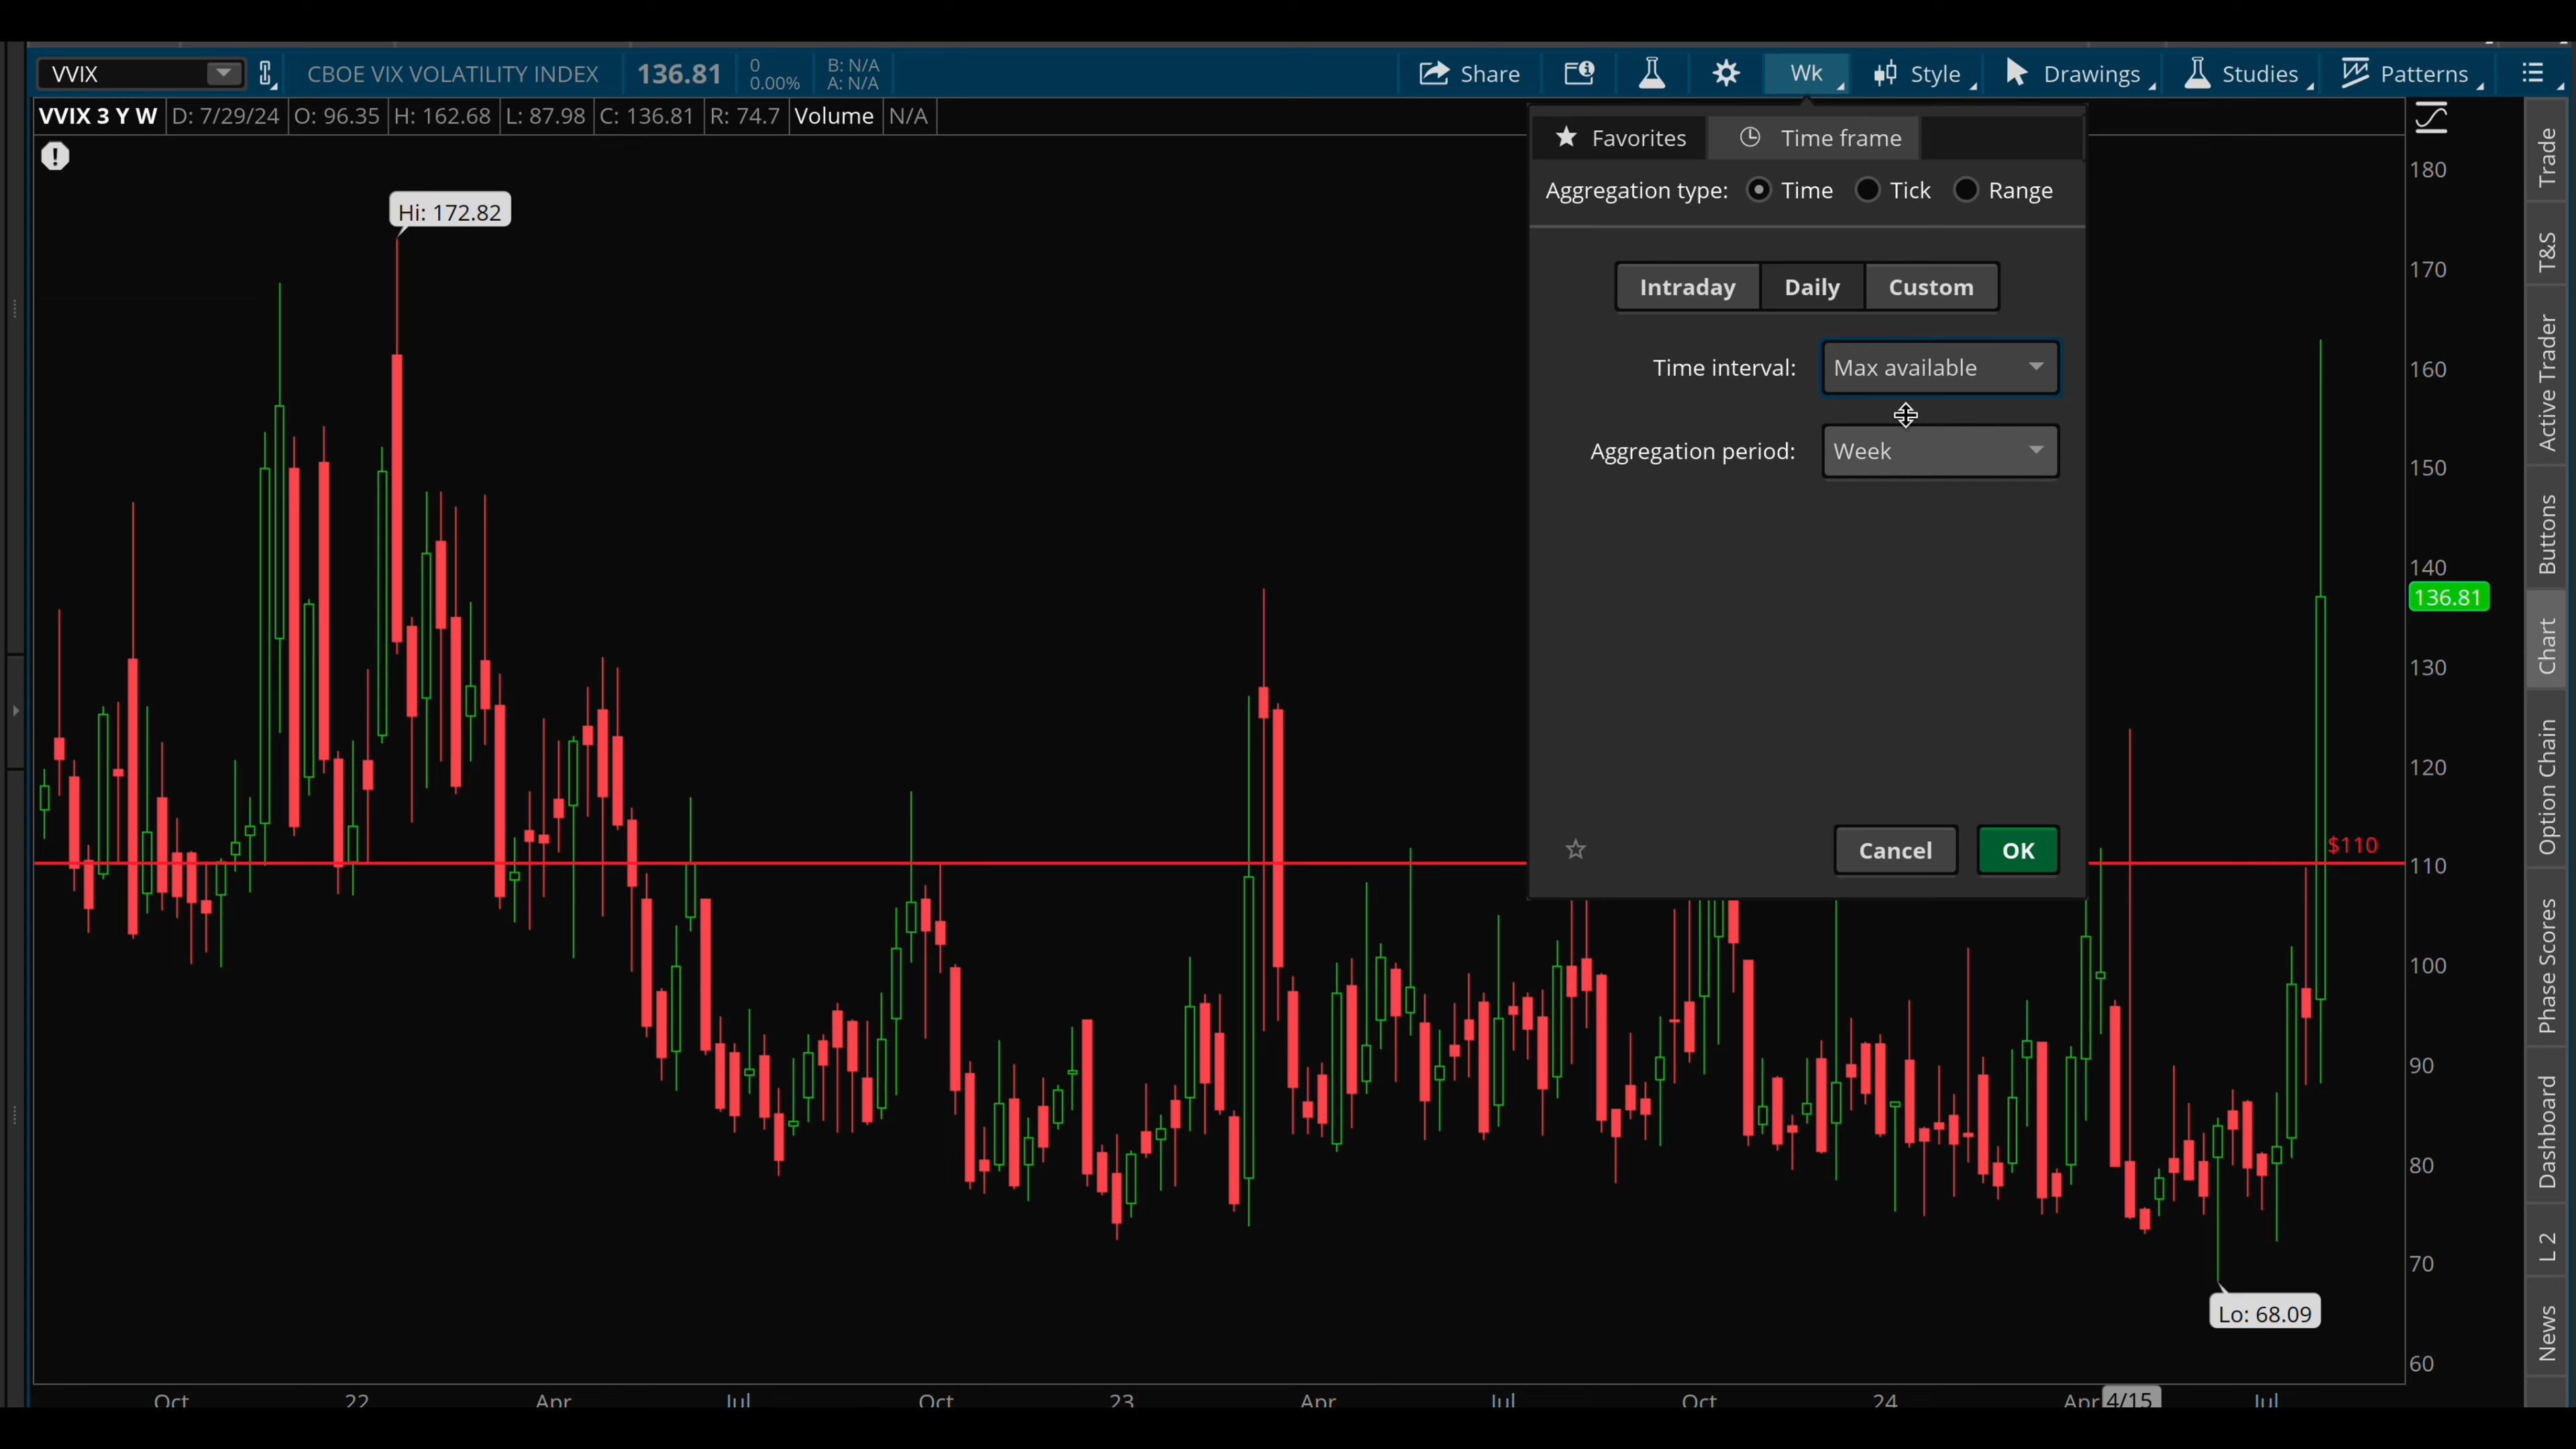 VVIX
CBOE VIX VOLATILITY INDEX
136.81
0
0.00%
B: N/A
A: N/A
Share
Wk
Style
Drawings
Studies
Patterns
VVIX 3 Y W
D: 7/29/24
O: 96.35
H: 162.68
L: 87.98
C: 136.81
R: 74.7
Volume
N/A
Favorites
Time frame
Aggregation type:
Time
Tick
Range
Intraday
Daily
Custom
Time interval:
Max available
Aggregation period:
Week
Cancel
OK
Hi: 172.82
Lo: 68.09
$110
180
170
160
150
140
136.81
130
120
110
100
90
80
70
60
Oct
22
Apr
Jul
Oct
23
Apr
Jul
Oct
24
Apr
4/15
Jul
Trade
T&S
Active Trader
Buttons
Chart
Option Chain
Phase Scores
Dashboard
L 2
News